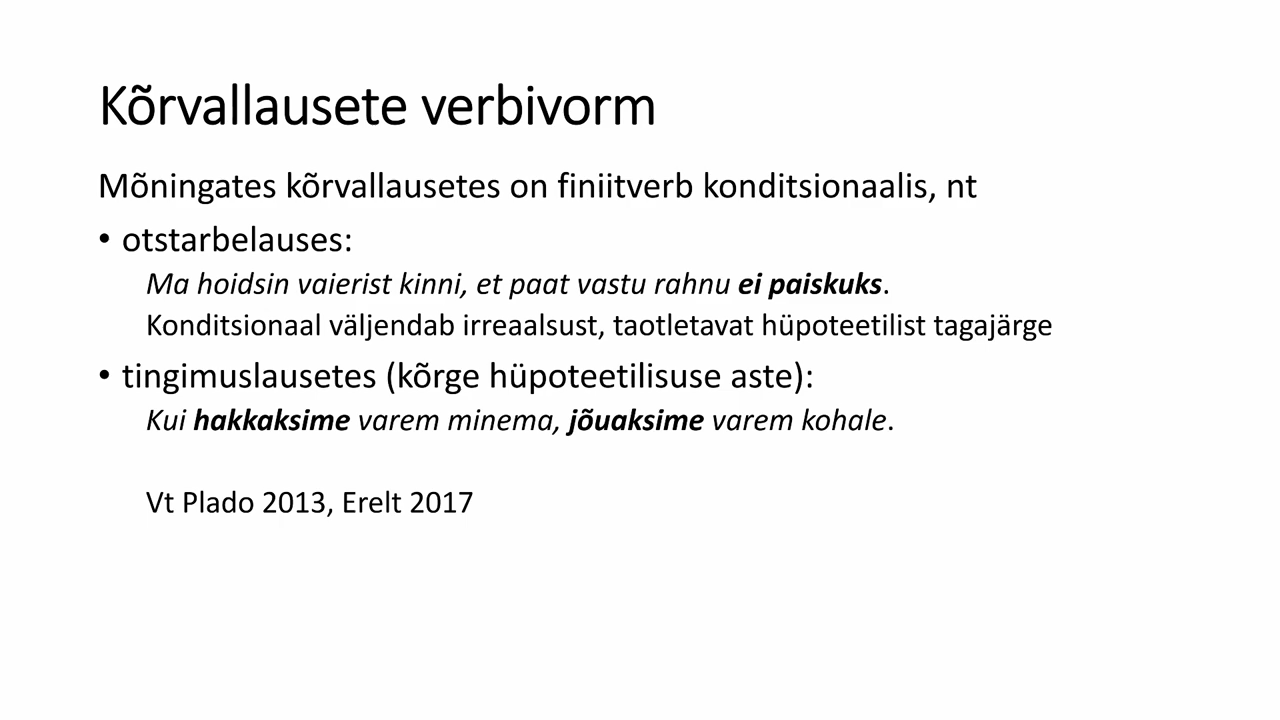 Kõrvallausete verbivorm
Mõningates kõrvallausetes on finiitverb konditsionaalis, nt
• otstarbelauses:
Ma hoidsin vaierist kinni, et paat vastu rahnu ei paiskuks.
Konditsionaal väljendab irreaalsust, taotletavat hüpoteetilist tagajärge
• tingimuslausetes (kõrge hüpoteetilisuse aste):
Kui hakkaksime varem minema, jõuaksime varem kohale.
Vt Plado 2013, Erelt 2017